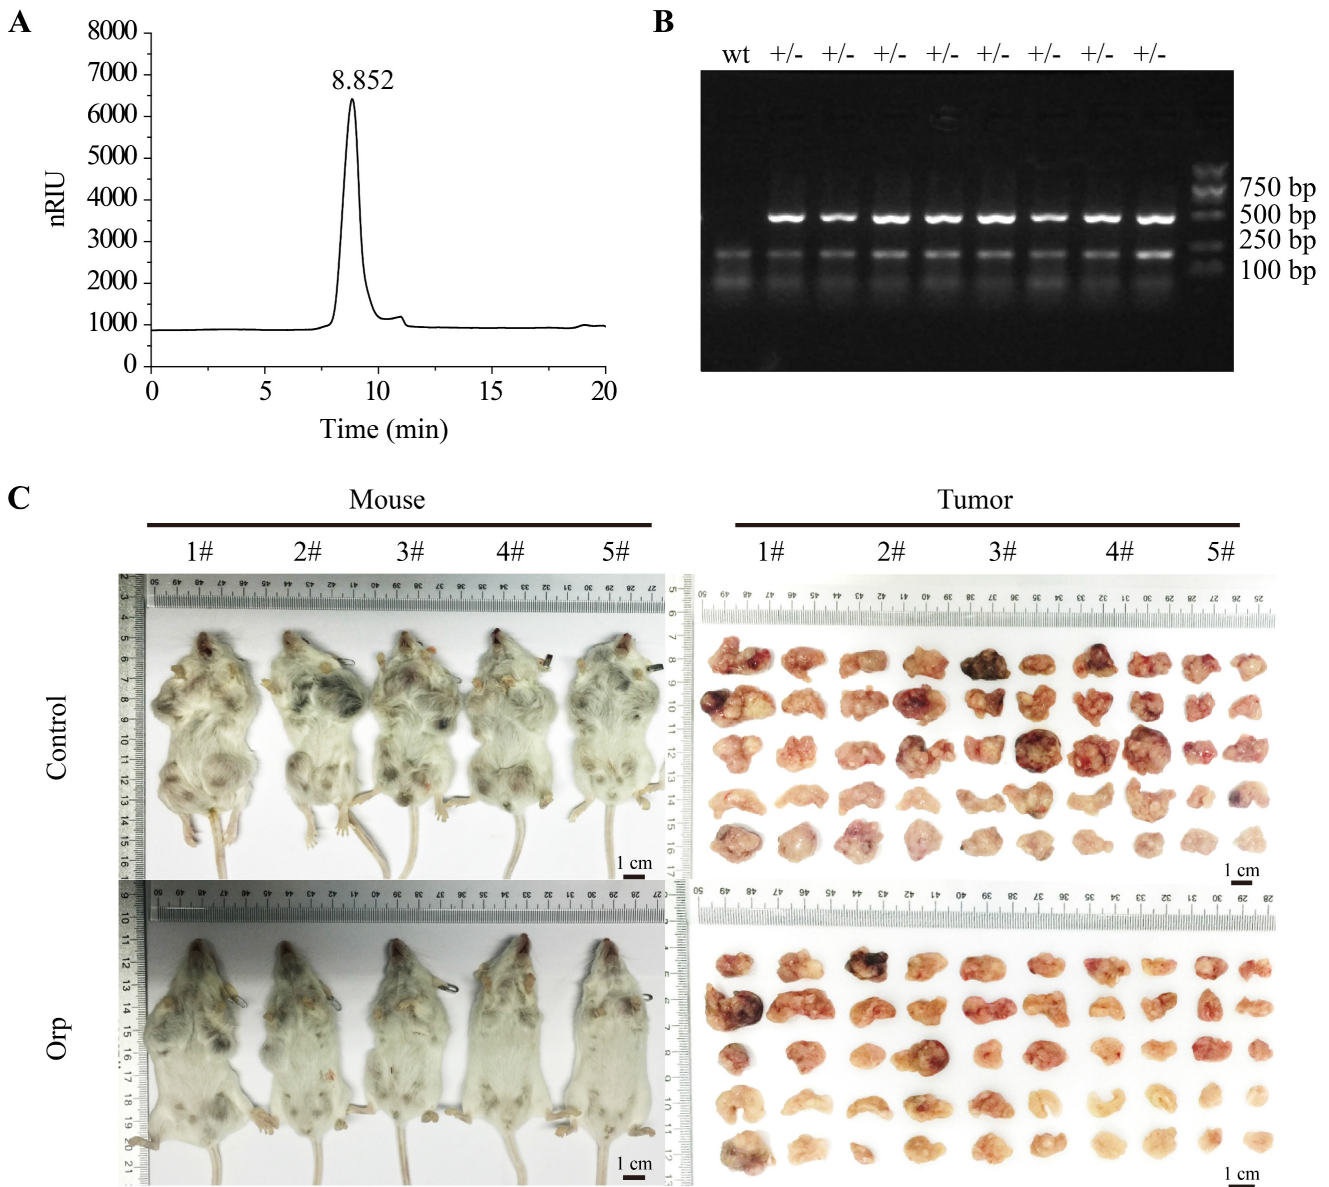 A
8000
7000
6000
5000
4000
3000
2000
1000
0
nRIU
8.852
0 5 10 15 20
Time (min)
B
wt +/- +/- +/- +/- +/- +/- +/- +/-
750 bp
500 bp
250 bp
100 bp
C
Mouse
Tumor
1# 2# 3# 4# 5#
1# 2# 3# 4# 5#
Control
1 cm
1 cm
Orp
1 cm
1 cm